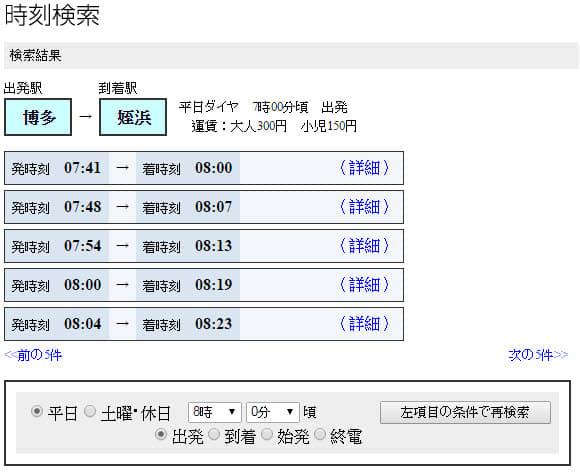 時刻検索
検索結果
出発駅 到着駅
博多 → 姪浜 平日ダイヤ 7時00分頃 出発
運賃:大人300円 小児150円
発時刻 07:41 → 着時刻 08:00 (詳細)
発時刻 07:48 → 着時刻 08:07 (詳細)
発時刻 07:54 → 着時刻 08:13 (詳細)
発時刻 08:00 → 着時刻 08:19 (詳細)
発時刻 08:04 → 着時刻 08:23 (詳細)
<<前の5件 次の5件>>
平日 土曜・休日 8時 ▼ 0分 ▼ 頃 左項目の条件で再検索
出発 到着 始発 終電